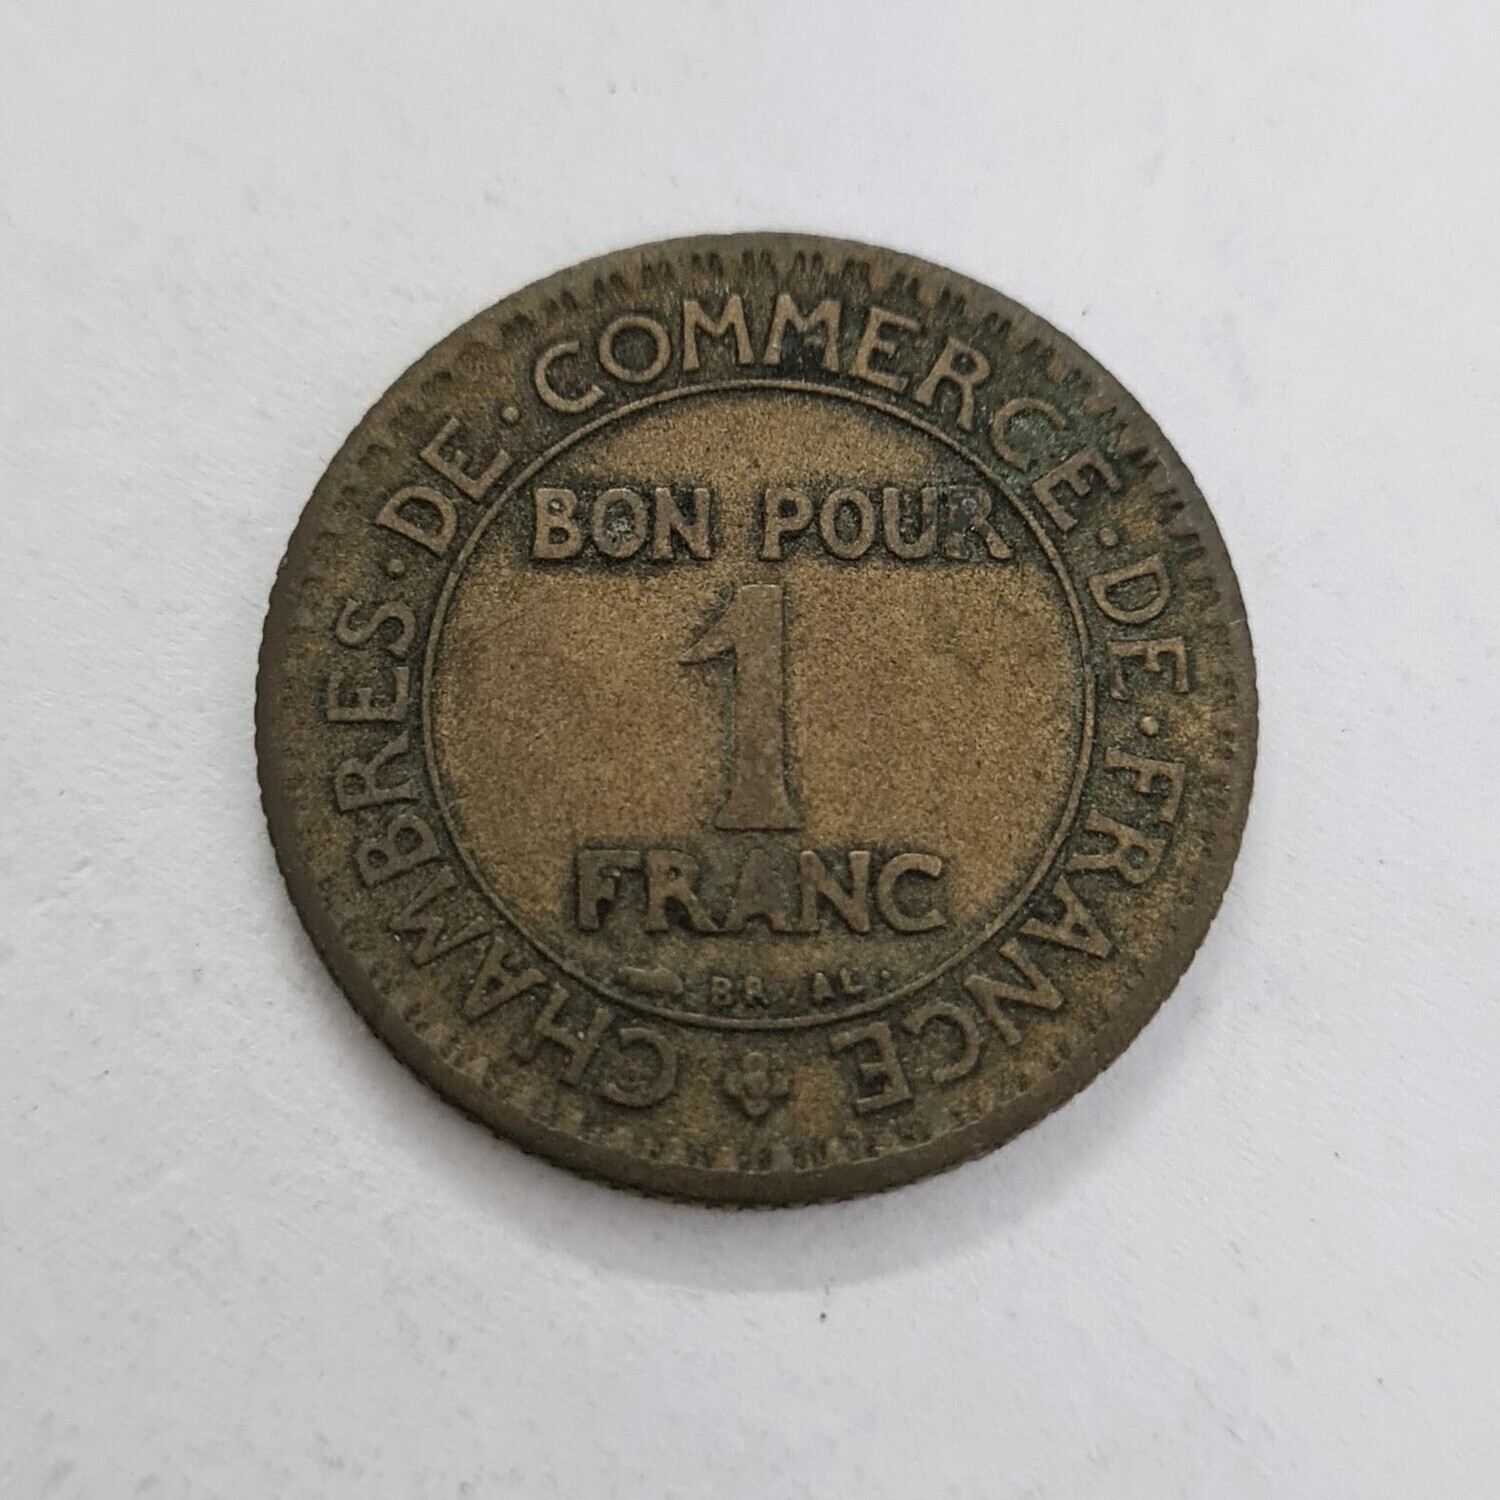 CHAMBRES·DE·COMMERCE·DE·FRANCE
BON POUR
1
FRANC
BR.AL.